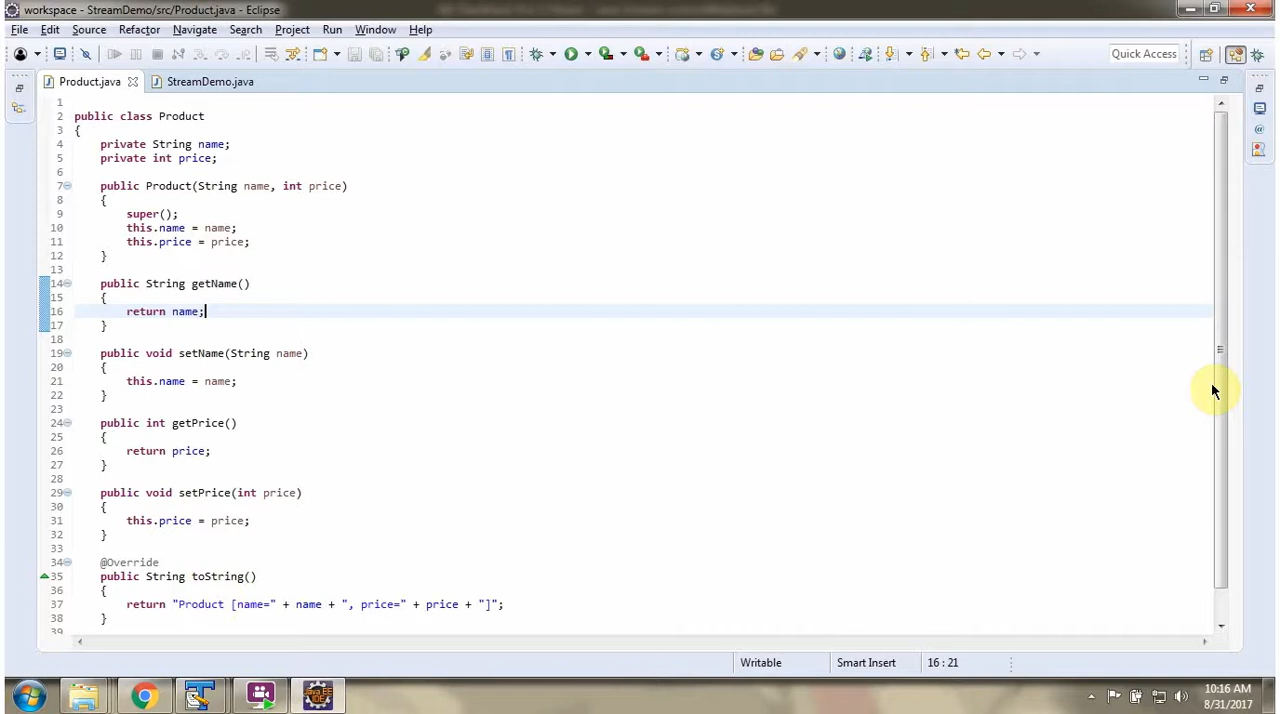 workspace - StreamDemo/src/Product.java - Eclipse
File Edit Source Refactor Navigate Search Project Run Window Help
Quick Access
Product.java StreamDemo.java
1
2 public class Product
3 {
4 private String name;
5 private int price;
6
7 public Product(String name, int price)
8 {
9 super();
10 this.name = name;
11 this.price = price;
12 }
13
14 public String getName()
15 {
16 return name;
17 }
18
19 public void setName(String name)
20 {
21 this.name = name;
22 }
23
24 public int getPrice()
25 {
26 return price;
27 }
28
29 public void setPrice(int price)
30 {
31 this.price = price;
32 }
33
34 @Override
35 public String toString()
36 {
37 return "Product [name=" + name + ", price=" + price + "]";
38 }
39
Writable Smart Insert 16 : 21
Java EE
IDE
10:16 AM
8/31/2017